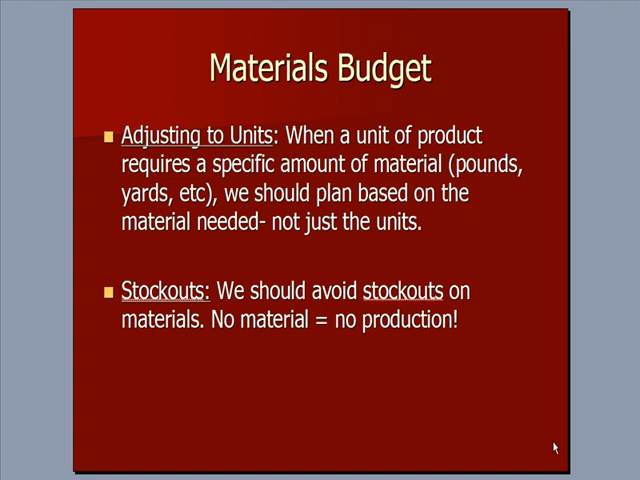 Materials Budget
Adjusting to Units: When a unit of product
requires a specific amount of material (pounds,
yards, etc), we should plan based on the
material needed- not just the units.
Stockouts: We should avoid stockouts on
materials. No material = no production!